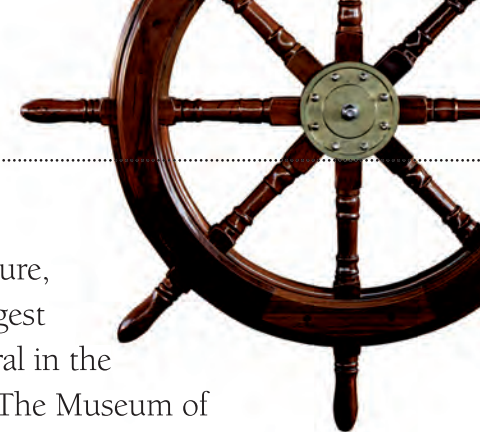 ure,
gest
ral in the
The Museum of